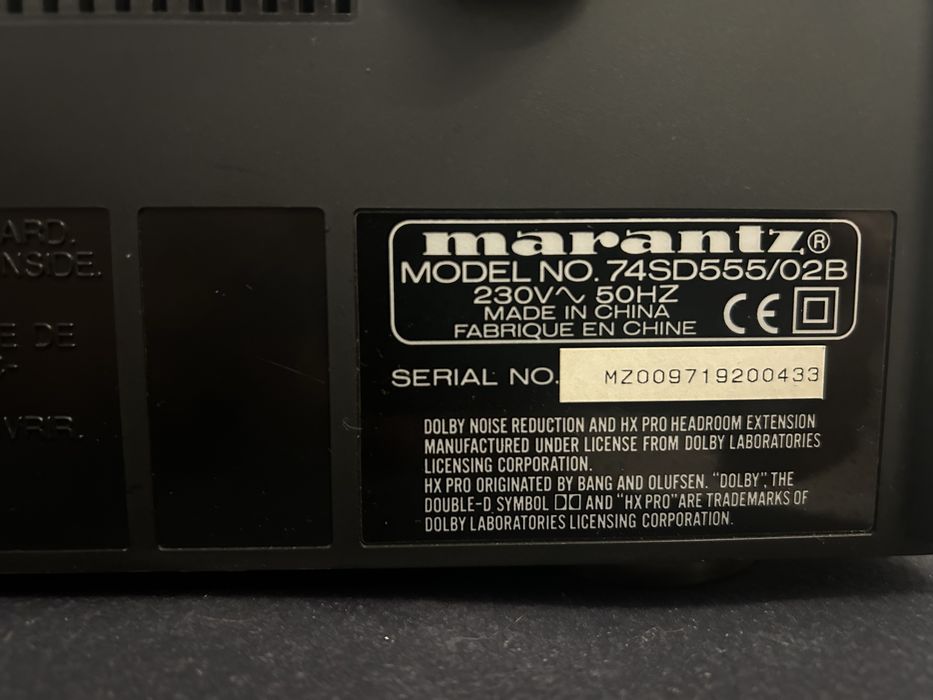 ARD.
NSIDE.
E DE
VRIR.
marantz®
MODEL NO. 74SD555/02B
230V∿ 50HZ
MADE IN CHINA
FABRIQUE EN CHINE
CE
SERIAL NO. MZ009719200433
DOLBY NOISE REDUCTION AND HX PRO HEADROOM EXTENSION
MANUFACTURED UNDER LICENSE FROM DOLBY LABORATORIES
LICENSING CORPORATION.
HX PRO ORIGINATED BY BANG AND OLUFSEN. "DOLBY", THE
DOUBLE-D SYMBOL AND "HX PRO" ARE TRADEMARKS OF
DOLBY LABORATORIES LICENSING CORPORATION.